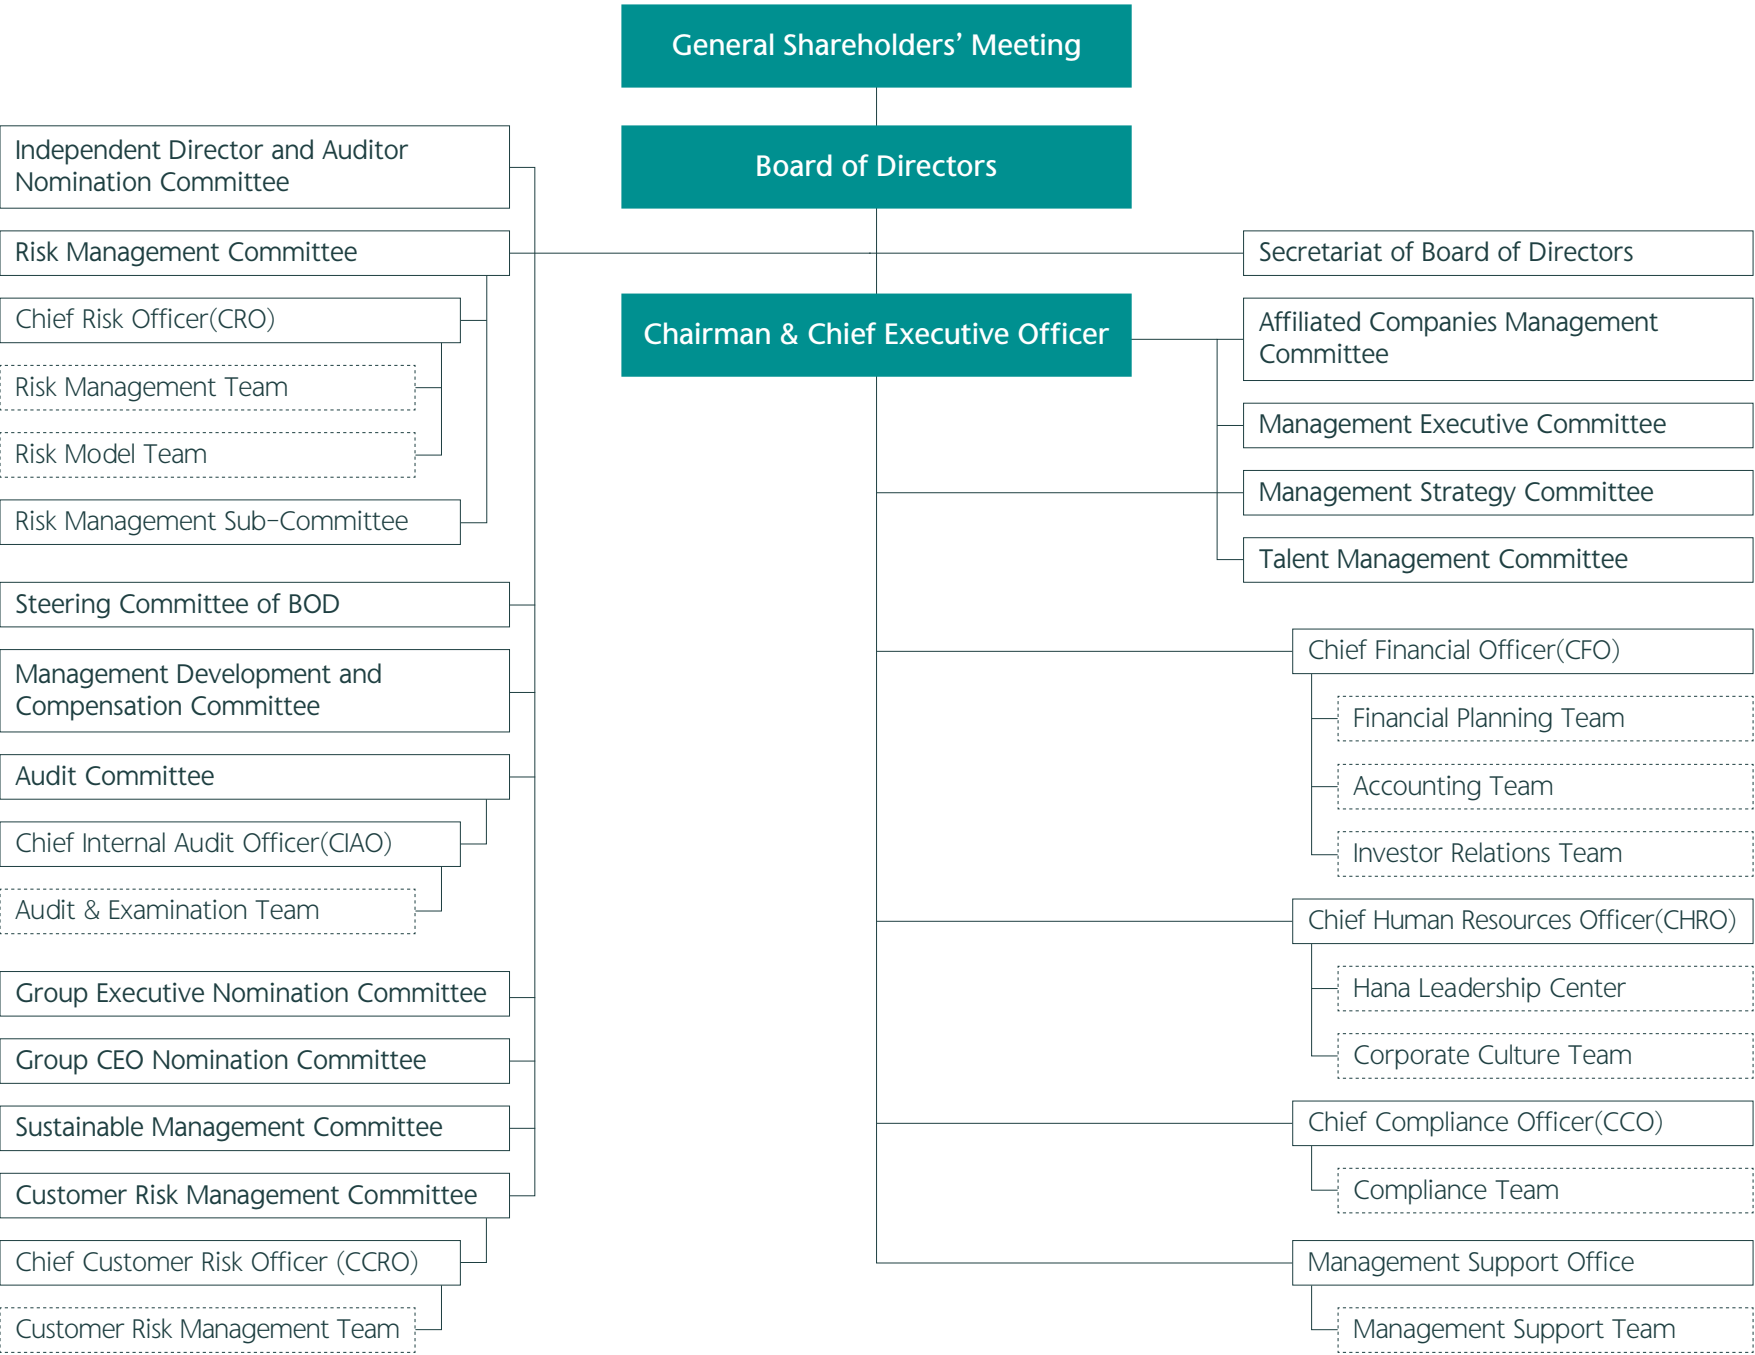 General Shareholders’ Meeting
Board of Directors
Chairman & Chief Executive Officer
Independent Director and Auditor
Nomination Committee
Risk Management Committee
Chief Risk Officer(CRO)
Risk Management Team
Risk Model Team
Risk Management Sub-Committee
Steering Committee of BOD
Management Development and
Compensation Committee
Audit Committee
Chief Internal Audit Officer(CIAO)
Audit & Examination Team
Group Executive Nomination Committee
Group CEO Nomination Committee
Sustainable Management Committee
Customer Risk Management Committee
Chief Customer Risk Officer (CCRO)
Customer Risk Management Team
Secretariat of Board of Directors
Affiliated Companies Management
Committee
Management Executive Committee
Management Strategy Committee
Talent Management Committee
Chief Financial Officer(CFO)
Financial Planning Team
Accounting Team
Investor Relations Team
Chief Human Resources Officer(CHRO)
Hana Leadership Center
Corporate Culture Team
Chief Compliance Officer(CCO)
Compliance Team
Management Support Office
Management Support Team